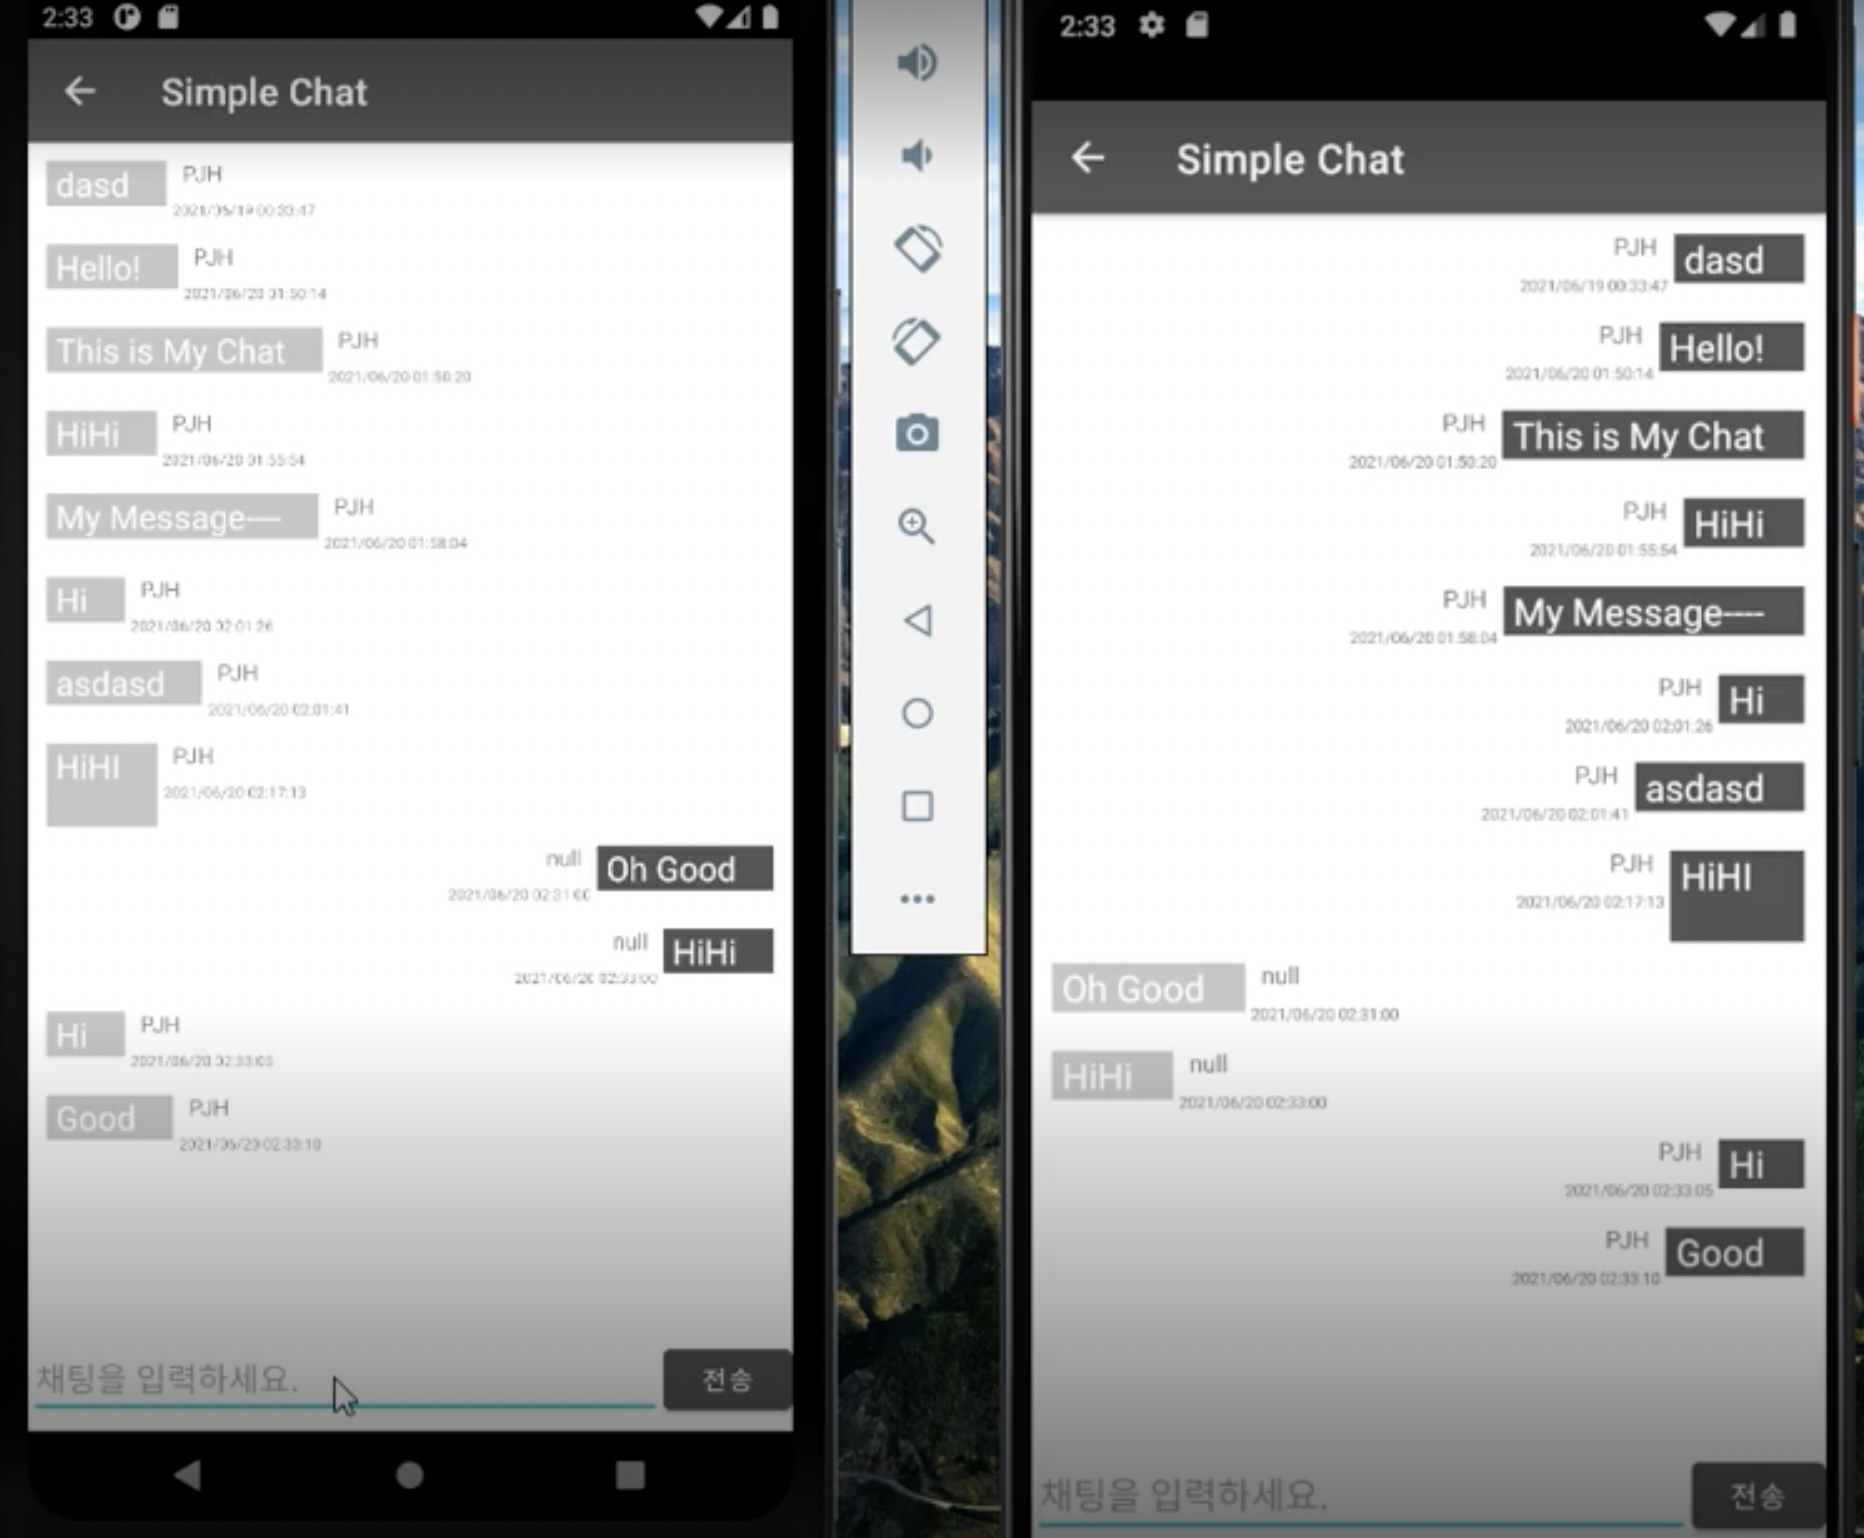 2:33
Simple Chat
dasd PJH
2021/06/19 00:33:47
Hello! PJH
2021/06/20 01:50:14
This is My Chat PJH
2021/06/20 01:50:20
HiHi PJH
2021/06/20 01:55:54
My Message---- PJH
2021/06/20 01:58:04
Hi PJH
2021/06/20 02:01:26
asdasd PJH
2021/06/20 02:01:41
HiHI PJH
2021/06/20 02:17:13
null Oh Good
2021/06/20 02:31:00
null HiHi
2021/06/20 02:33:00
Hi PJH
2021/06/20 02:33:05
Good PJH
2021/06/20 02:33:10
채팅을 입력하세요. 전송
2:33
Simple Chat
PJH dasd
2021/06/19 00:33:47
PJH Hello!
2021/06/20 01:50:14
PJH This is My Chat
2021/06/20 01:50:20
PJH HiHi
2021/06/20 01:55:54
PJH My Message----
2021/06/20 01:58:04
PJH Hi
2021/06/20 02:01:26
PJH asdasd
2021/06/20 02:01:41
PJH HiHI
2021/06/20 02:17:13
Oh Good null
2021/06/20 02:31:00
HiHi null
2021/06/20 02:33:00
PJH Hi
2021/06/20 02:33:05
PJH Good
2021/06/20 02:33:10
채팅을 입력하세요. 전송